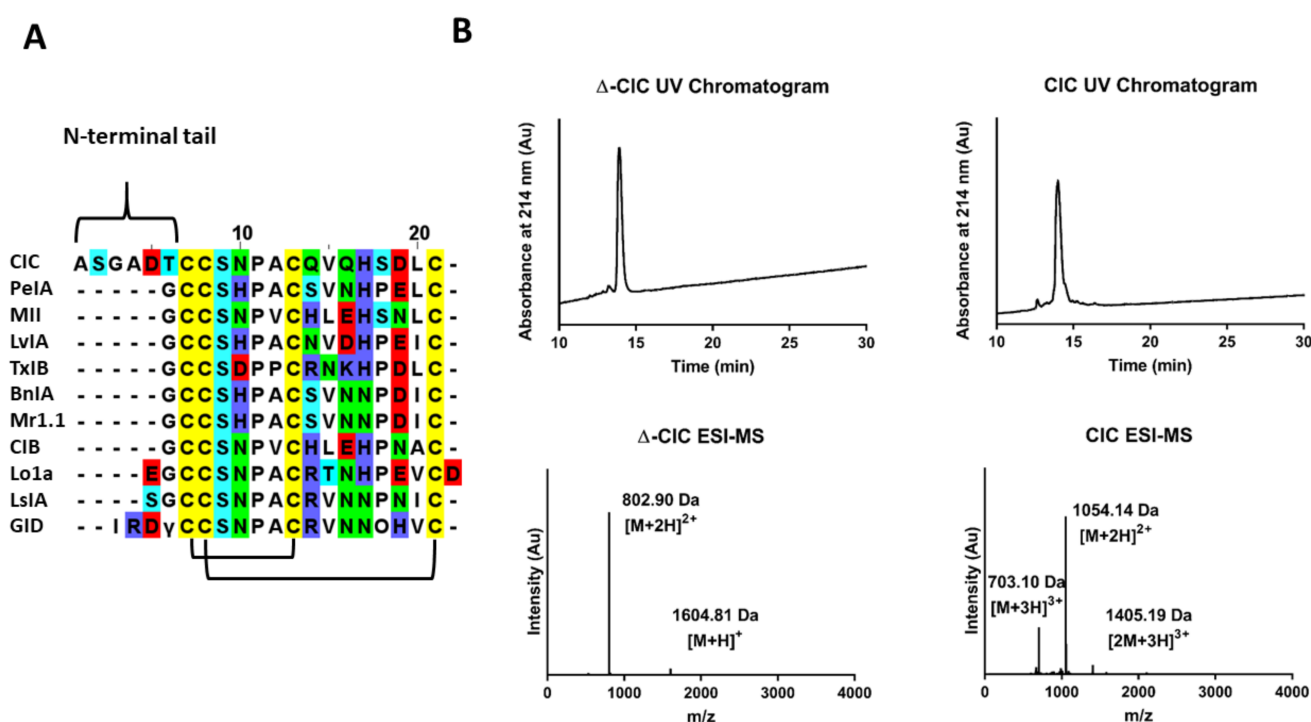 A
B
N-terminal tail
10 20
CIC A S G A D T C C S N P A C Q V Q H S D L C -
PeIA - - - - - G C C S H P A C S V N H P E L C -
MII - - - - - G C C S N P V C H L E H S N L C -
LvIA - - - - - G C C S H P A C N V D H P E I C -
TxIB - - - - - G C C S D P P C R N K H P D L C -
BnIA - - - - - G C C S H P A C S V N N P D I C -
Mr1.1 - - - - - G C C S H P A C S V N N P D I C -
CIB - - - - - G C C S N P V C H L E H P N A C -
Lo1a - - - - E G C C S N P A C R T N H P E V C D
LsIA - - - - S G C C S N P A C R V N N P N I C -
GID - - I R D γ C C S N P A C R V N N O H V C -
Δ-CIC UV Chromatogram
Absorbance at 214 nm (Au)
10 15 20 25 30
Time (min)
CIC UV Chromatogram
Absorbance at 214 nm (Au)
10 15 20 25 30
Time (min)
Δ-CIC ESI-MS
802.90 Da
[M+2H]²⁺
1604.81 Da
[M+H]⁺
Intensity (Au)
0 1000 2000 3000 4000
m/z
CIC ESI-MS
1054.14 Da
[M+2H]²⁺
703.10 Da
[M+3H]³⁺
1405.19 Da
[2M+3H]³⁺
Intensity (Au)
0 1000 2000 3000 4000
m/z